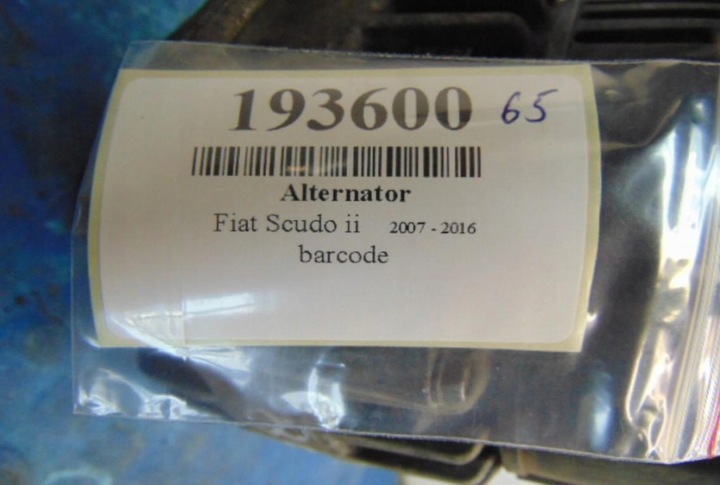 193600 65
Alternator
Fiat Scudo ii 2007 - 2016
barcode